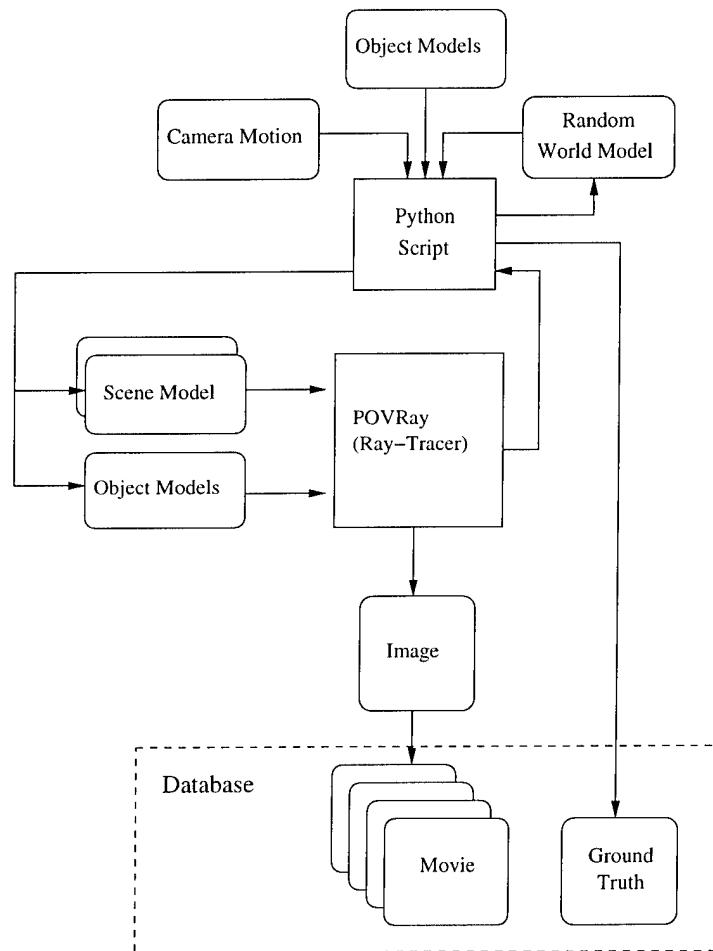 Object Models
Camera Motion
Random
World Model
Python
Script
Scene Model
POVRay
(Ray-Tracer)
Object Models
Image
Database
Movie
Ground
Truth